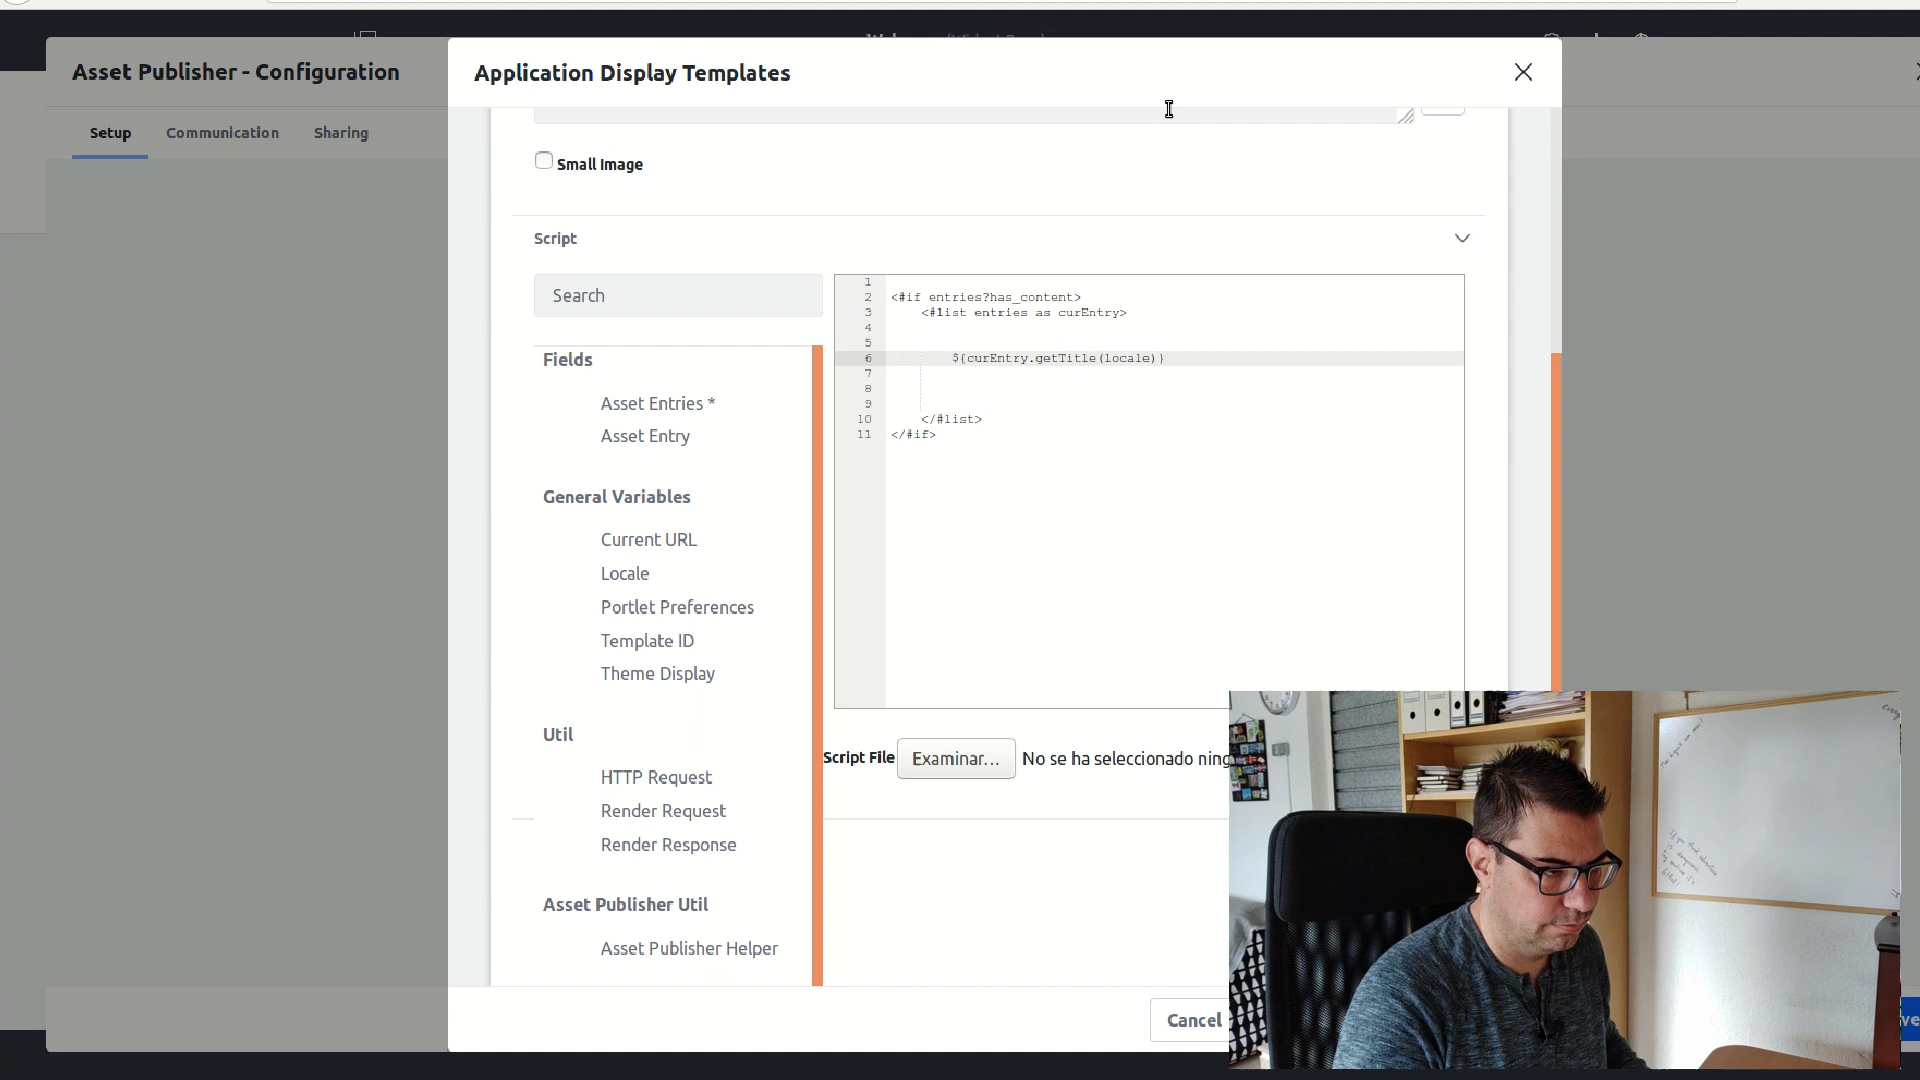 Asset Publisher - Configuration
Application Display Templates
Setup
Communication
Sharing
Small Image
Script
Search
Fields
Asset Entries *
Asset Entry
General Variables
Current URL
Locale
Portlet Preferences
Template ID
Theme Display
Util
HTTP Request
Render Request
Render Response
Asset Publisher Util
Asset Publisher Helper
1
2 <#if entries?has_content>
3 <#list entries as curEntry>
4
5
6 ${curEntry.getTitle(locale)}
7
8
9
10 </#list>
11 </#if>
Script File
Examinar...
No se ha seleccionado ning
Cancel
ve